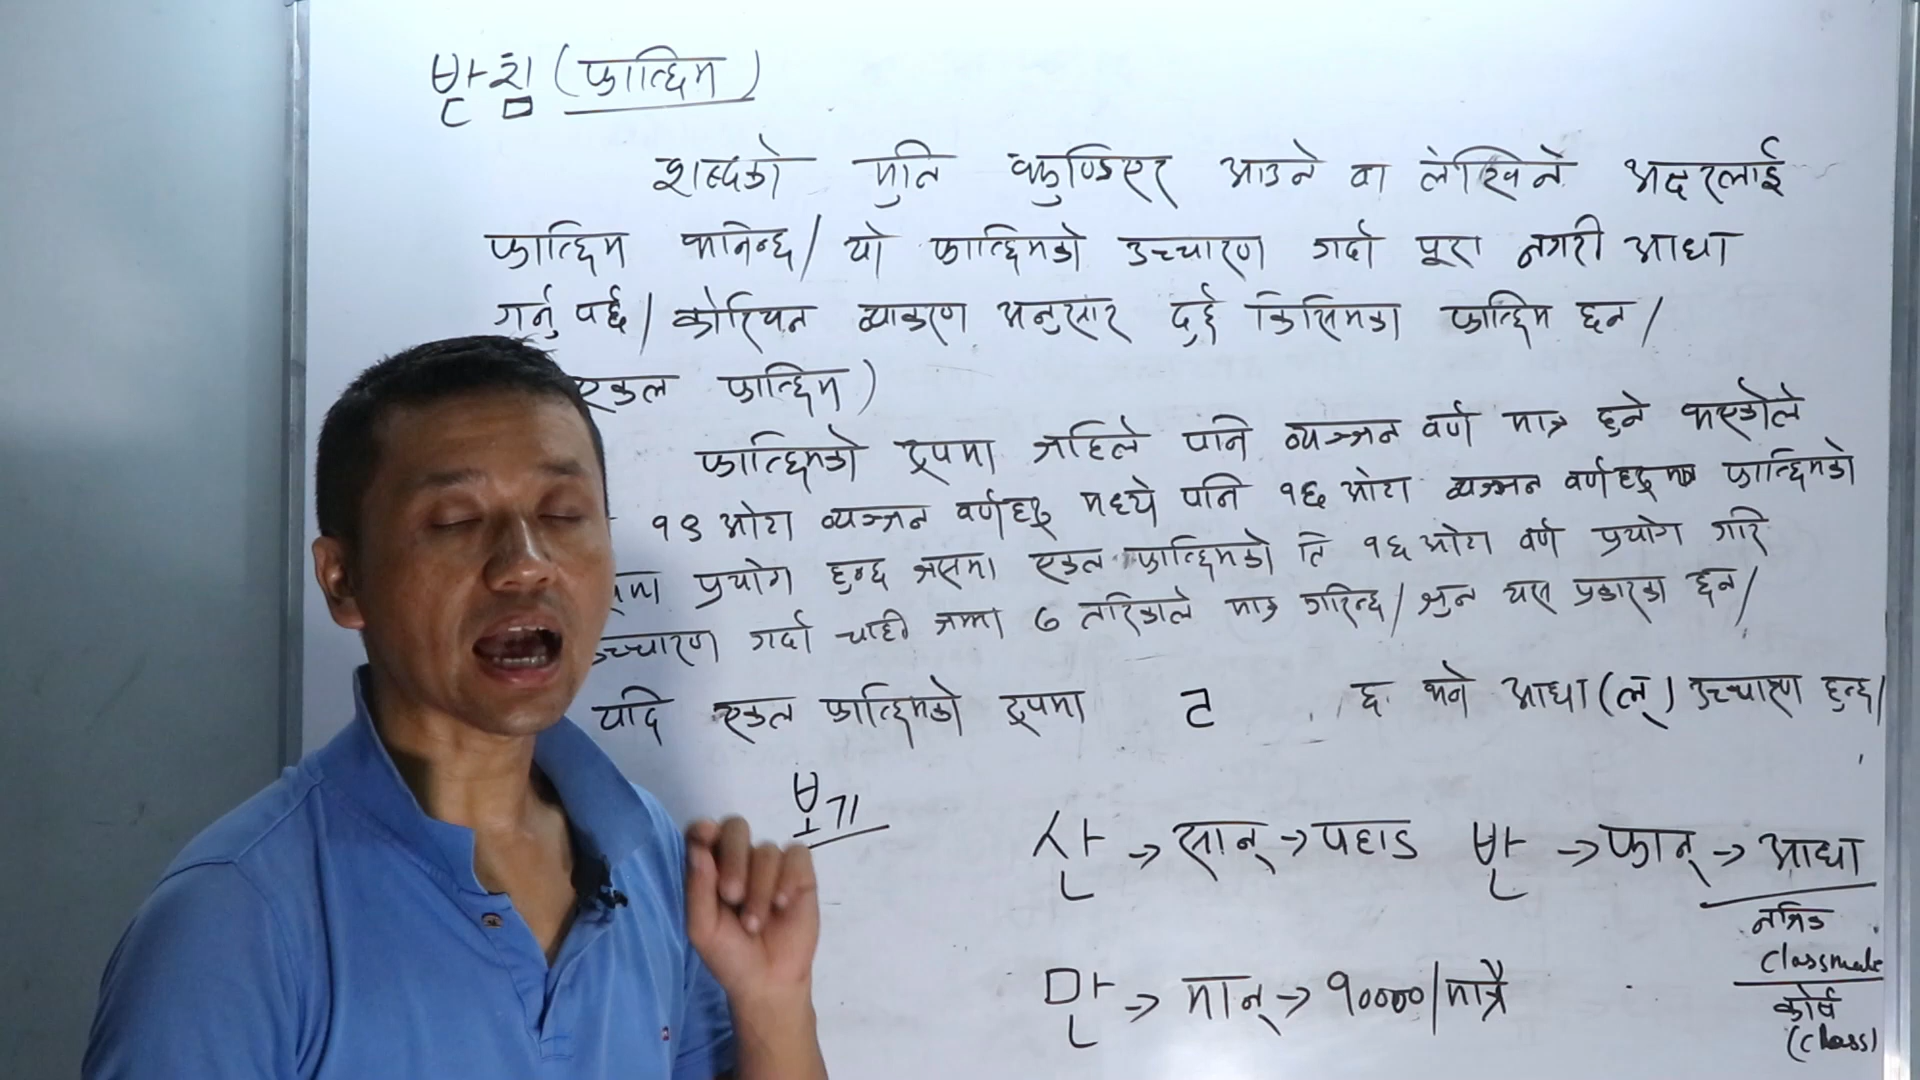 받침 (फात्छिम)
शब्दको मुनि झुण्डिएर आउने वा लेखिने अक्षरलाई
फात्छिम भनिन्छ/ यो फात्छिमको उच्चारण गर्दा पूरा नगरी आधा
गर्नु पर्छ/ कोरियन व्याकरण अनुसार दुई किसिमका फात्छिम छन/
एकल फात्छिम)
फात्छिमको रूपमा जहिले पनि व्यञ्जन वर्ण मात्र हुने भएकोले
१९ ओटा व्यञ्जन वर्णहरू मध्ये पनि १६ ओटा व्यञ्जन वर्णहरू फात्छिमको
प्रयोग हुन्छ जसमा एकल फात्छिमको ति १६ ओटा वर्ण प्रयोग गरि
उच्चारण गर्दा चाही जम्मा ७ तरिकाले मात्र गरिन्छ/ जुन यस प्रकारका छन/
यदि एकल फात्छिमको रूपमा ㄹ छ भने आधा (ल्) उच्चारण हुन्छ/
보기
산 → सान् → पहाड 반 → फान् → आधा
नजिक
classmate
만 → मान् → १०००० / मात्रै
कोर्ष
(class)